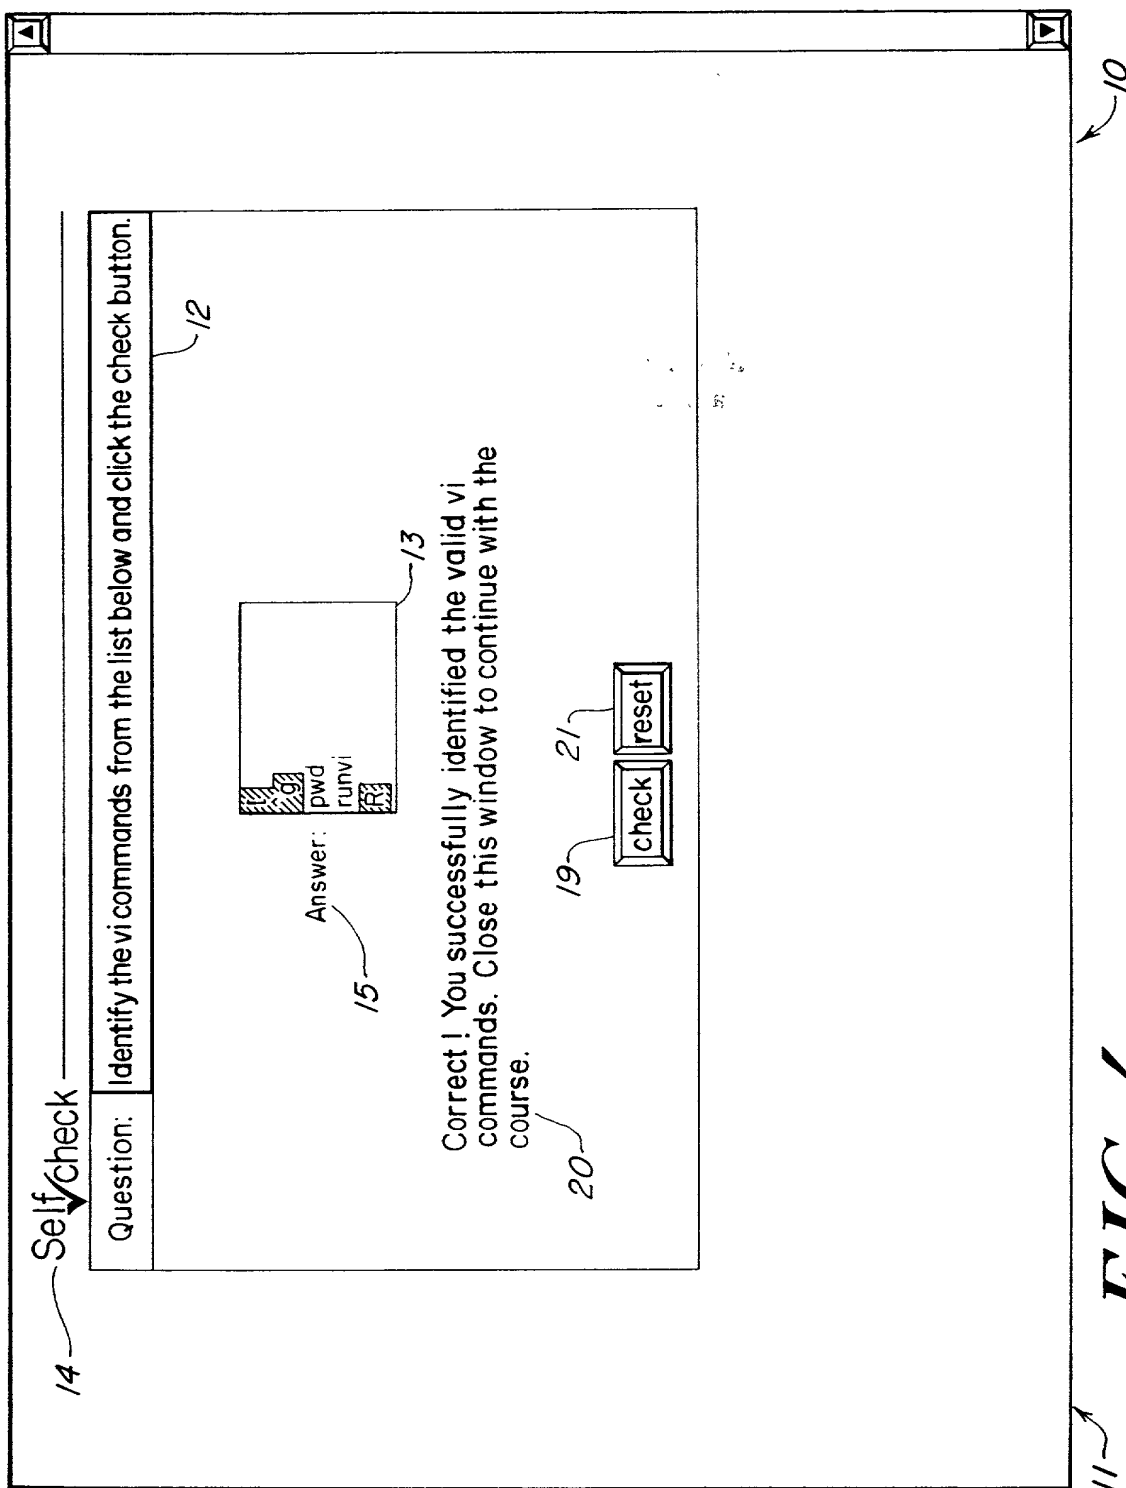 14
Self check
Question: Identify the vi commands from the list below and click the check button.
12
Answer:
15
pwd
runvi
R
13
Correct! You successfully identified the valid vi
commands. Close this window to continue with the
course.
20
19
21
check
reset
11
10